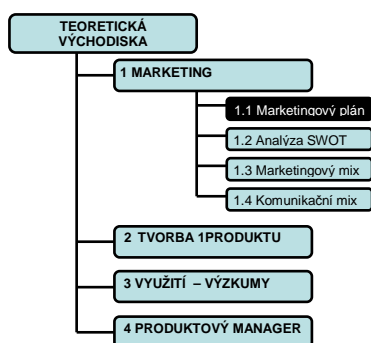 TEORETICKÁ
VÝCHODISKA
1 MARKETING
1.1 Marketingový plán
1.2 Analýza SWOT
1.3 Marketingový mix
1.4 Komunikační mix
2 TVORBA 1PRODUKTU
3 VYUŽITÍ – VÝZKUMY
4 PRODUKTOVÝ MANAGER